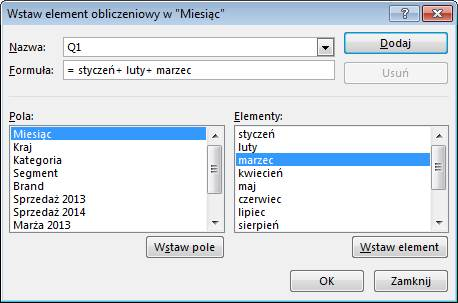 Wstaw element obliczeniowy w "Miesiąc"
Nazwa: Q1 Dodaj
Formuła: = styczeń+ luty+ marzec Usuń
Pola: Elementy:
Miesiąc styczeń
Kraj luty
Kategoria marzec
Segment kwiecień
Brand maj
Sprzedaż 2013 czerwiec
Sprzedaż 2014 lipiec
Marża 2013 sierpień
Wstaw pole Wstaw element
OK Zamknij